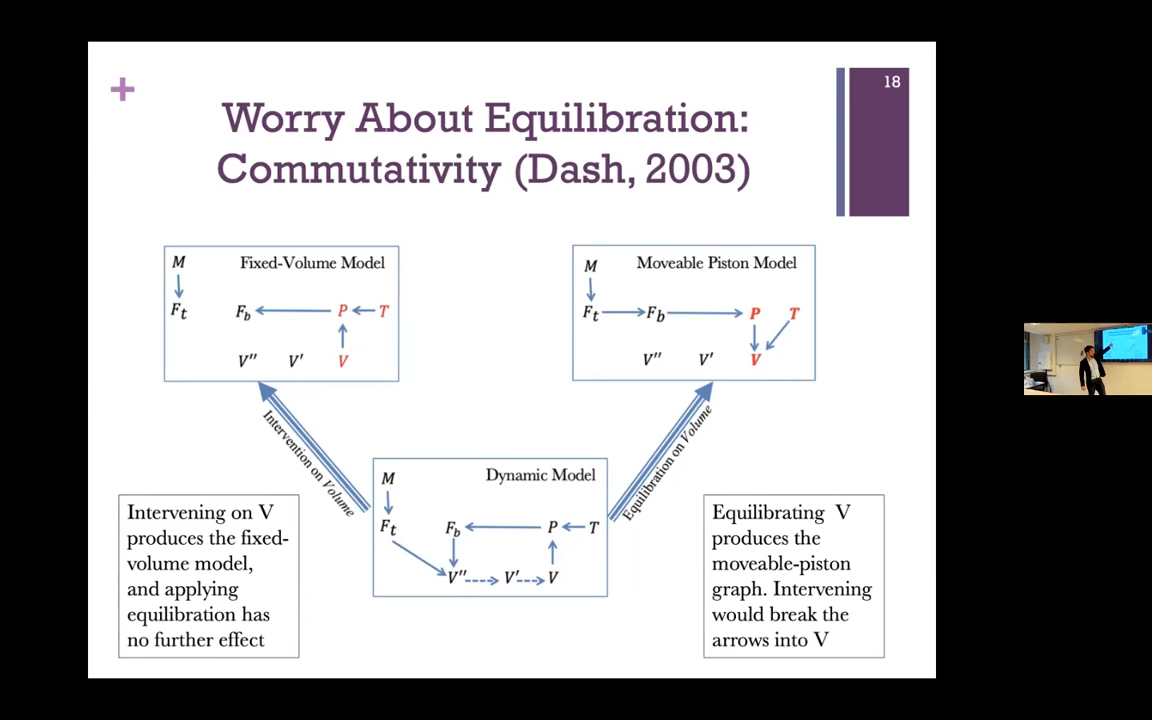 18
+
Worry About Equilibration:
Commutativity (Dash, 2003)
M
Fixed-Volume Model
Ft
Fb
P
T
V″
V′
V
M
Moveable Piston Model
Ft
Fb
P
T
V″
V′
V
Intervention on Volume
Equilibration on Volume
M
Dynamic Model
Ft
Fb
P
T
V″
V′
V
Intervening on V
produces the fixed-
volume model,
and applying
equilibration has
no further effect
Equilibrating V
produces the
moveable-piston
graph. Intervening
would break the
arrows into V